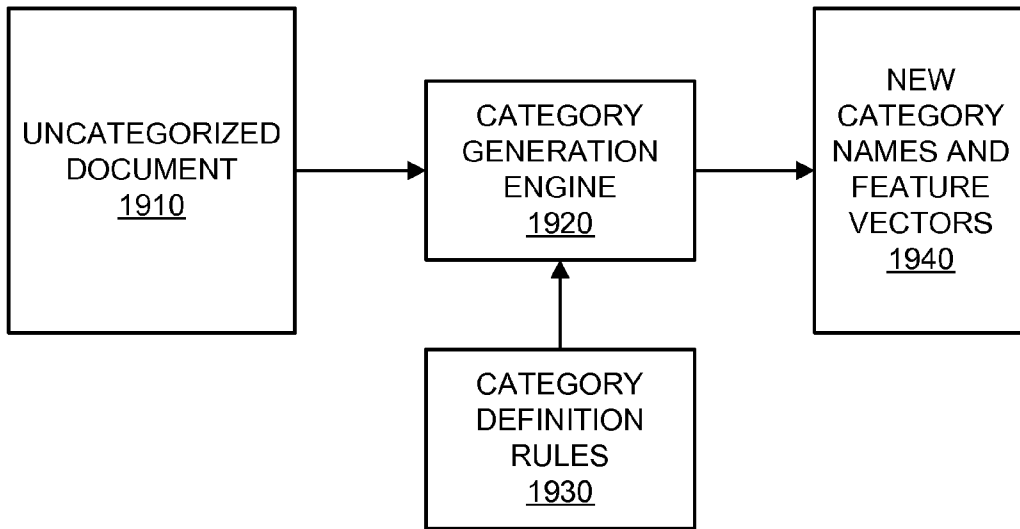 UNCATEGORIZED
DOCUMENT
1910
CATEGORY
GENERATION
ENGINE
1920
NEW
CATEGORY
NAMES AND
FEATURE
VECTORS
1940
CATEGORY
DEFINITION
RULES
1930